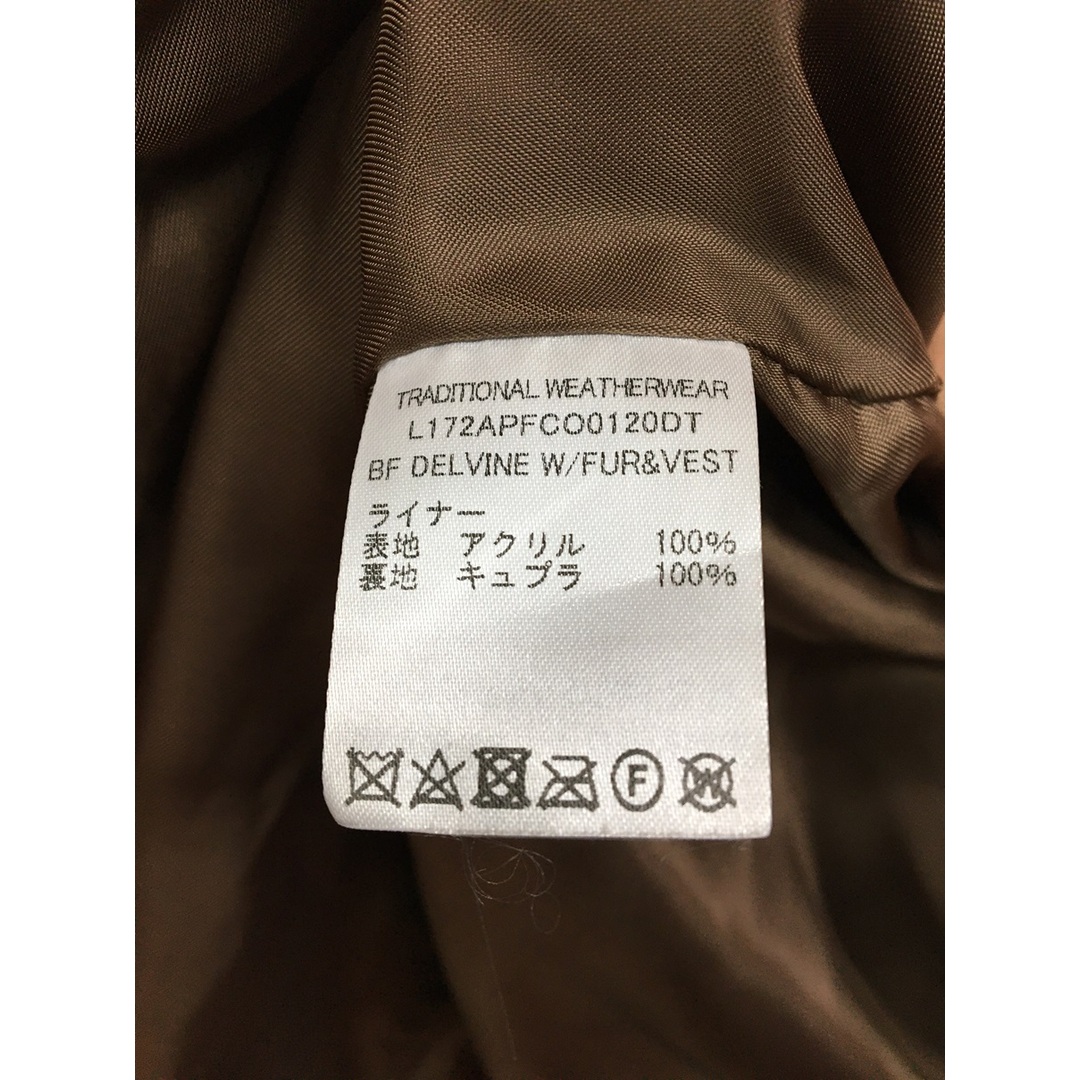 TRADITIONAL WEATHERWEAR
L172APFCO0120DT
BF DELVINE W/FUR&VEST
ライナー
表地 アクリル 100%
裏地 キュプラ 100%
F W